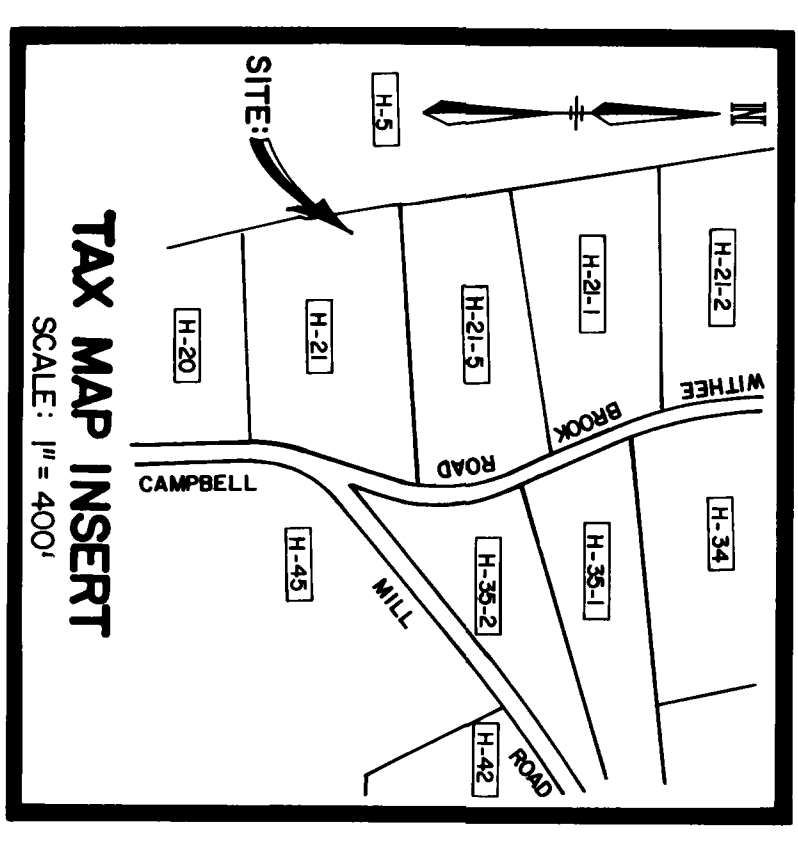 N
H-5
SITE:
H-21-2
H-21-1
H-21-5
H-21
H-20
WITHEE
BROOK
ROAD
CAMPBELL
MILL
ROAD
H-34
H-35-1
H-35-2
H-45
H-42
TAX MAP INSERT
SCALE: 1" = 400'